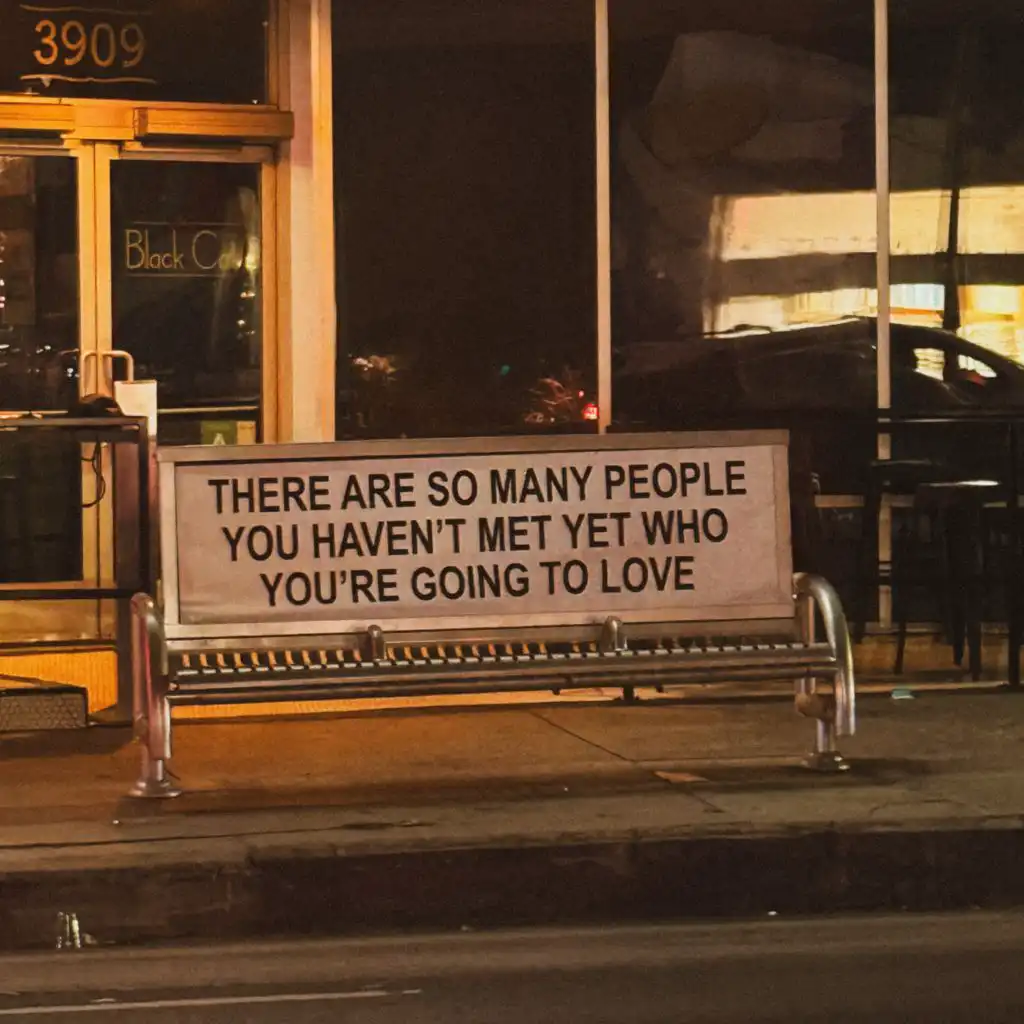 3909
Black
THERE ARE SO MANY PEOPLE
YOU HAVEN'T MET YET WHO
YOU'RE GOING TO LOVE